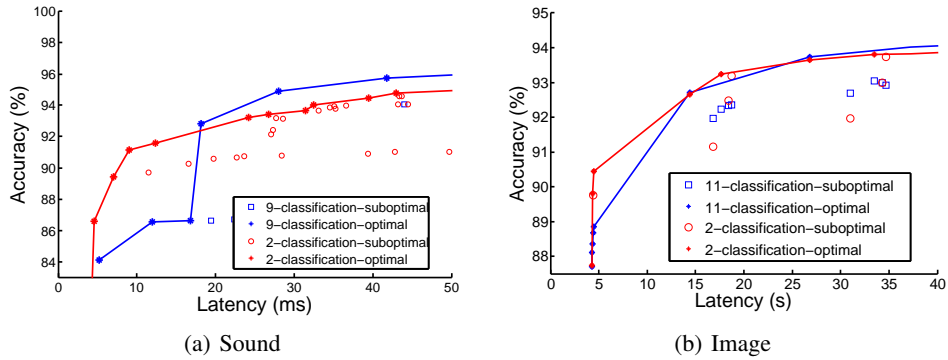 100
98
96
94
92
90
88
86
84
Accuracy (%)
0 10 20 30 40 50
Latency (ms)
9-classification-suboptimal
9-classification-optimal
2-classification-suboptimal
2-classification-optimal
(a) Sound
95
94
93
92
91
90
89
88
Accuracy (%)
0 5 10 15 20 25 30 35 40
Latency (s)
11-classification-suboptimal
11-classification-optimal
2-classification-suboptimal
2-classification-optimal
(b) Image